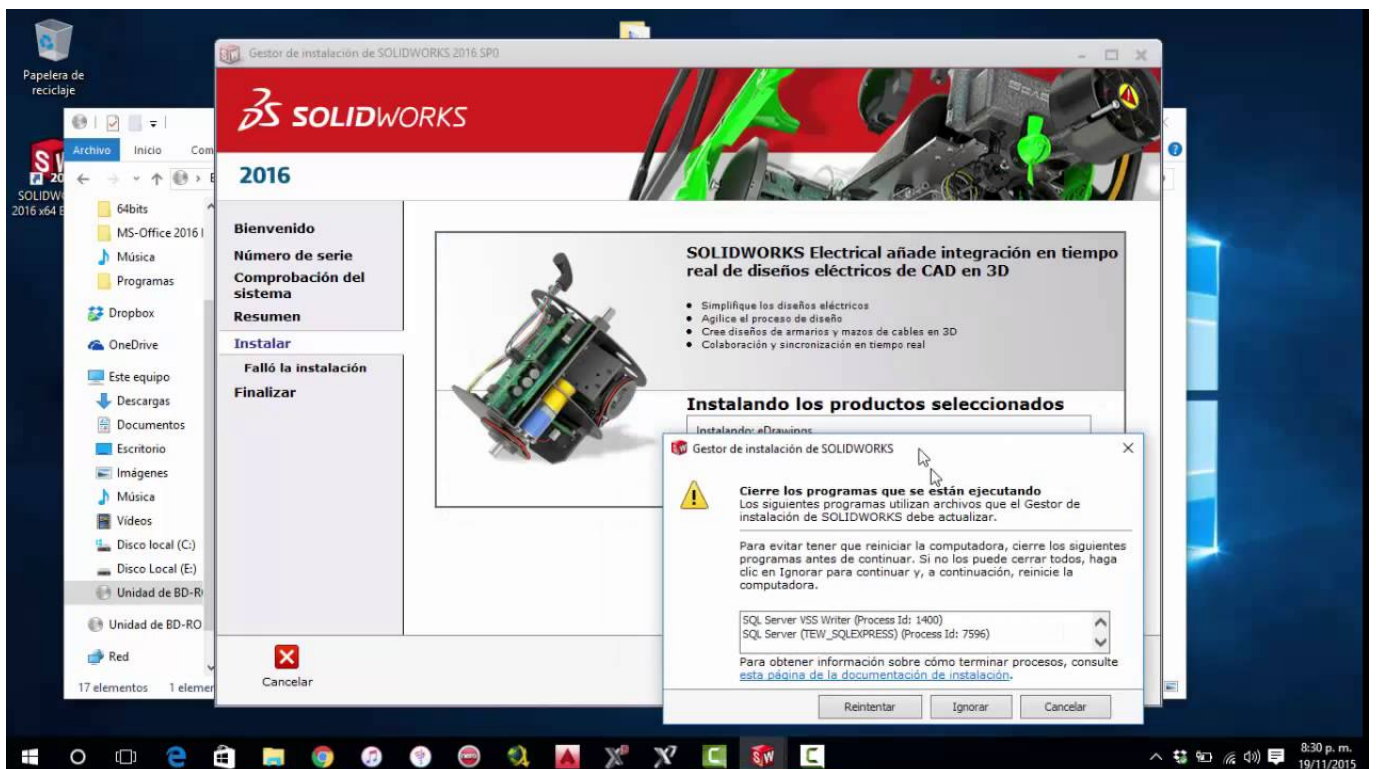 Papelera de
reciclaje
SOLIDW
2016 x64 E
Archivo Inicio Com
64bits
MS-Office 2016
Música
Programas
Dropbox
OneDrive
Este equipo
Descargas
Documentos
Escritorio
Imágenes
Música
Vídeos
Disco local (C:)
Disco Local (E:)
Unidad de BD-R
Unidad de BD-RO
Red
17 elementos 1 elemen
Gestor de instalación de SOLIDWORKS 2016 SP0
SOLIDWORKS
2016
Bienvenido
Número de serie
Comprobación del
sistema
Resumen
Instalar
Falló la instalación
Finalizar
SOLIDWORKS Electrical añade integración en tiempo
real de diseños eléctricos de CAD en 3D
• Simplifique los diseños eléctricos
• Agilice el proceso de diseño
• Cree diseños de armarios y mazos de cables en 3D
• Colaboración y sincronización en tiempo real
Instalando los productos seleccionados
Instalando: eDrawings
Cancelar
Gestor de instalación de SOLIDWORKS
Cierre los programas que se están ejecutando
Los siguientes programas utilizan archivos que el Gestor de
instalación de SOLIDWORKS debe actualizar.
Para evitar tener que reiniciar la computadora, cierre los siguientes
programas antes de continuar. Si no los puede cerrar todos, haga
clic en Ignorar para continuar y, a continuación, reinicie la
computadora.
SQL Server VSS Writer (Process Id: 1400)
SQL Server (TEW_SQLEXPRESS) (Process Id: 7596)
Para obtener información sobre cómo terminar procesos, consulte
esta página de la documentación de instalación.
Reintentar Ignorar Cancelar
8:30 p. m.
19/11/2015